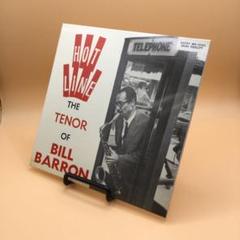 HOT
LINE
THE
TENOR
OF
BILL
BARRON
TELEPHONE